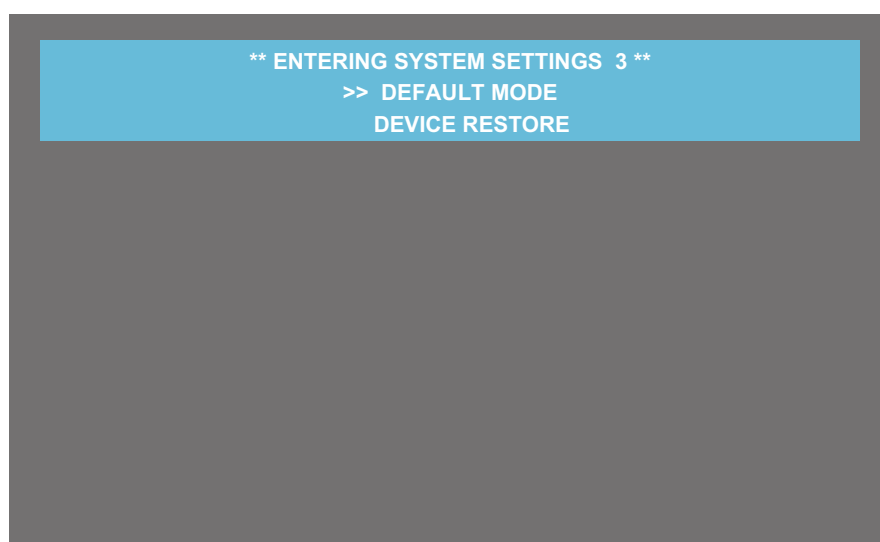 ** ENTERING SYSTEM SETTINGS  3 **
>>  DEFAULT MODE
DEVICE RESTORE